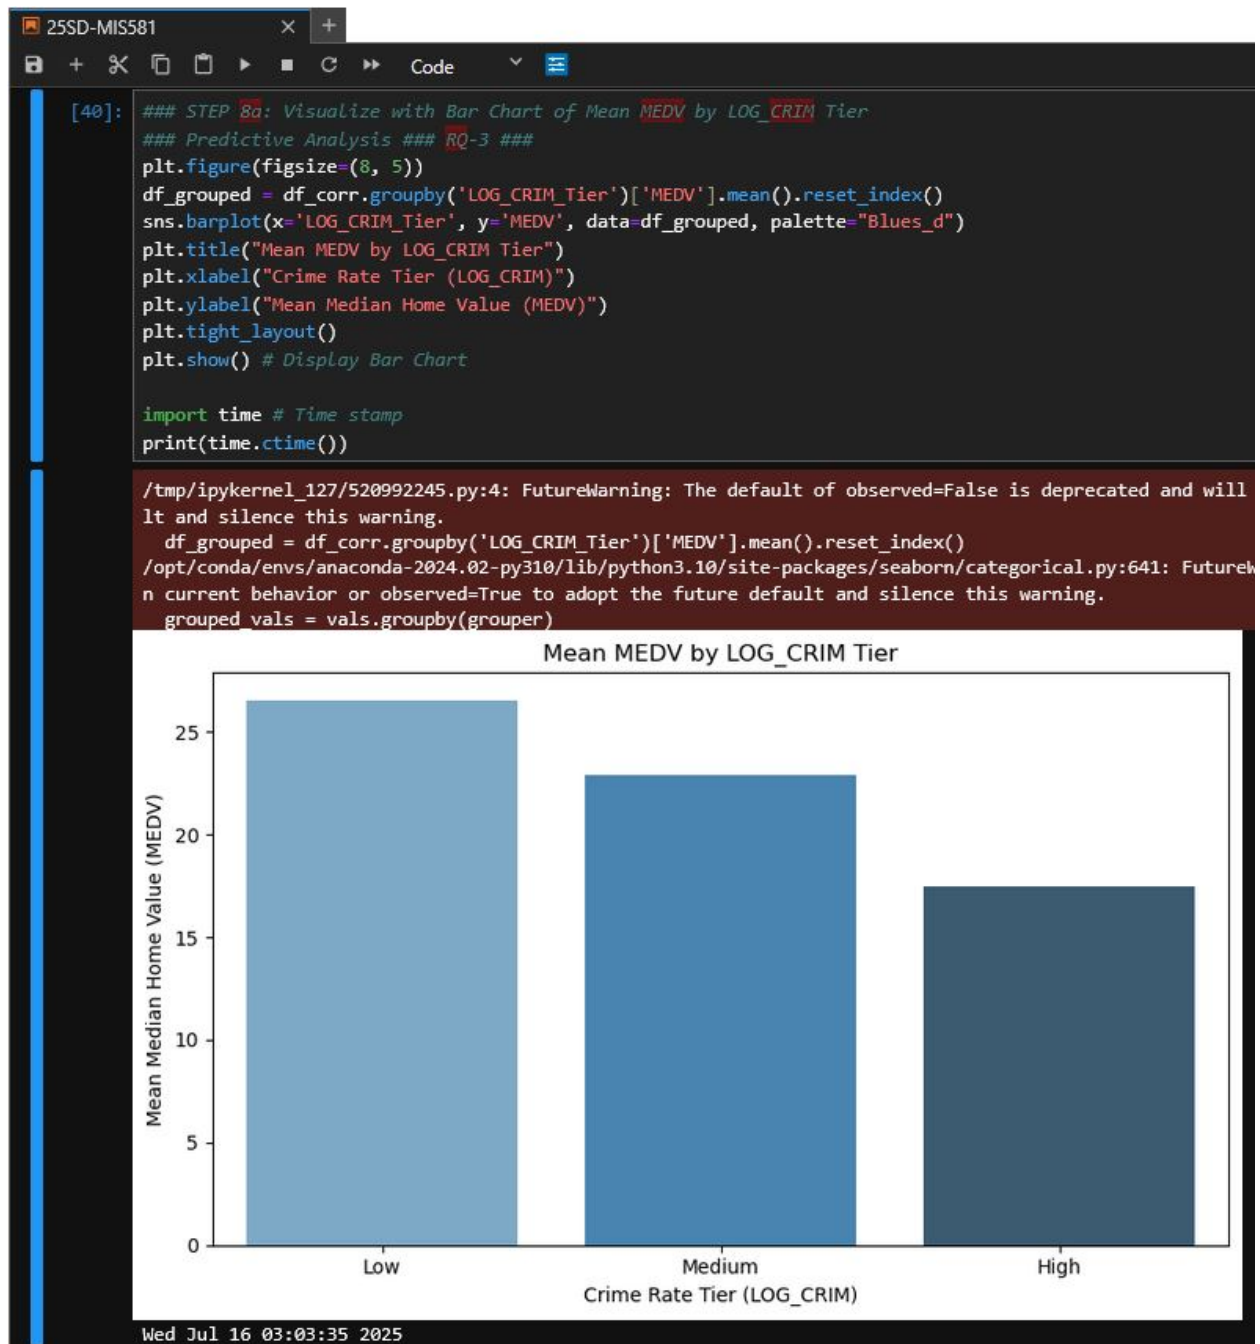 25SD-MIS581
Code
[40]: ### STEP 8a: Visualize with Bar Chart of Mean MEDV by LOG_CRIM Tier
### Predictive Analysis ### RQ-3 ###
plt.figure(figsize=(8, 5))
df_grouped = df_corr.groupby('LOG_CRIM_Tier')['MEDV'].mean().reset_index()
sns.barplot(x='LOG_CRIM_Tier', y='MEDV', data=df_grouped, palette="Blues_d")
plt.title("Mean MEDV by LOG_CRIM Tier")
plt.xlabel("Crime Rate Tier (LOG_CRIM)")
plt.ylabel("Mean Median Home Value (MEDV)")
plt.tight_layout()
plt.show() # Display Bar Chart
import time # Time stamp
print(time.ctime())
/tmp/ipykernel_127/520992245.py:4: FutureWarning: The default of observed=False is deprecated and will
lt and silence this warning.
df_grouped = df_corr.groupby('LOG_CRIM_Tier')['MEDV'].mean().reset_index()
/opt/conda/envs/anaconda-2024.02-py310/lib/python3.10/site-packages/seaborn/categorical.py:641: FutureW
n current behavior or observed=True to adopt the future default and silence this warning.
grouped_vals = vals.groupby(grouper)
Mean MEDV by LOG_CRIM Tier
Mean Median Home Value (MEDV)
25
20
15
10
5
0
Low Medium High
Crime Rate Tier (LOG_CRIM)
Wed Jul 16 03:03:35 2025